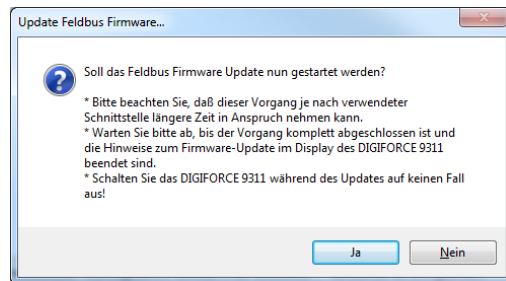 Update Feldbus Firmware...
Soll das Feldbus Firmware Update nun gestartet werden?
* Bitte beachten Sie, daß dieser Vorgang je nach verwendeter
Schnittstelle längere Zeit in Anspruch nehmen kann.
* Warten Sie bitte ab, bis der Vorgang komplett abgeschlossen ist und
die Hinweise zum Firmware-Update im Display des DIGIFORCE 9311
beendet sind.
* Schalten Sie das DIGIFORCE 9311 während des Updates auf keinen Fall
aus!
Ja
Nein